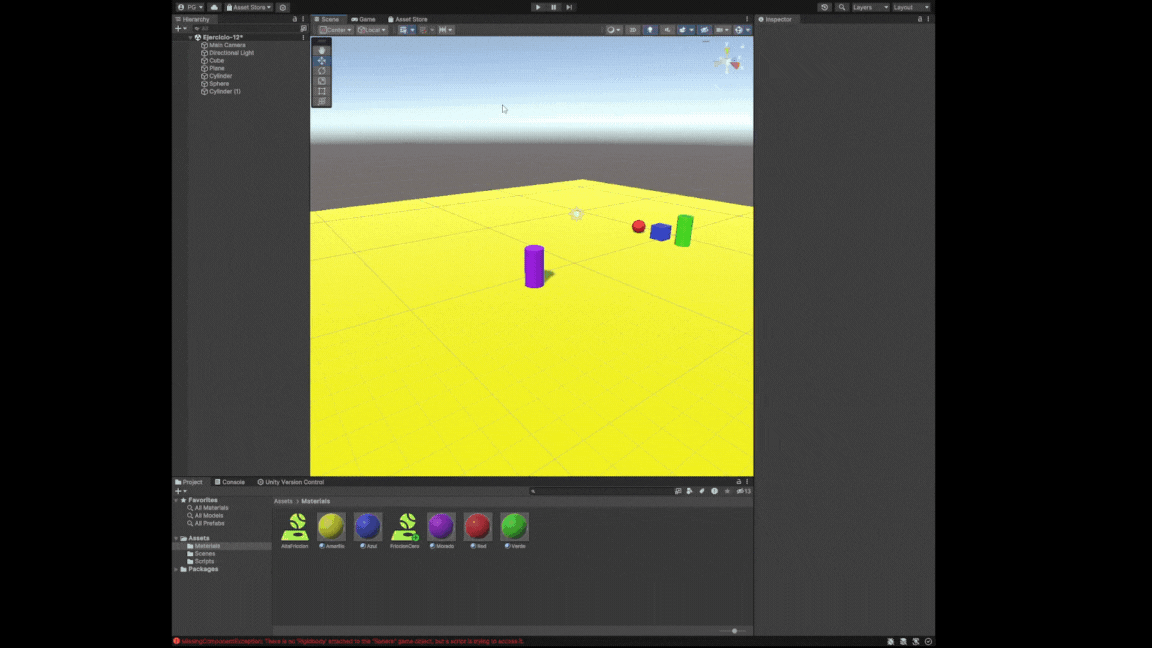 PG Asset Store Layers Layout
Hierarchy
Scene Game Asset Store
Inspector
All
Center Local 2D
Ejercicio-12*
Main Camera
Directional Light
Cube
Plane
Cylinder
Sphere
Cylinder (1)
Project Console Unity Version Control
13
Favorites
All Materials
All Models
All Prefabs
Assets
Materials
Scenes
Scripts
Packages
Assets > Materials
AltaFriccion Amarillo Azul FriccionCero Morado Red Verde
MissingComponentException: There is no 'Rigidbody' attached to the "Sphere" game object, but a script is trying to access it.